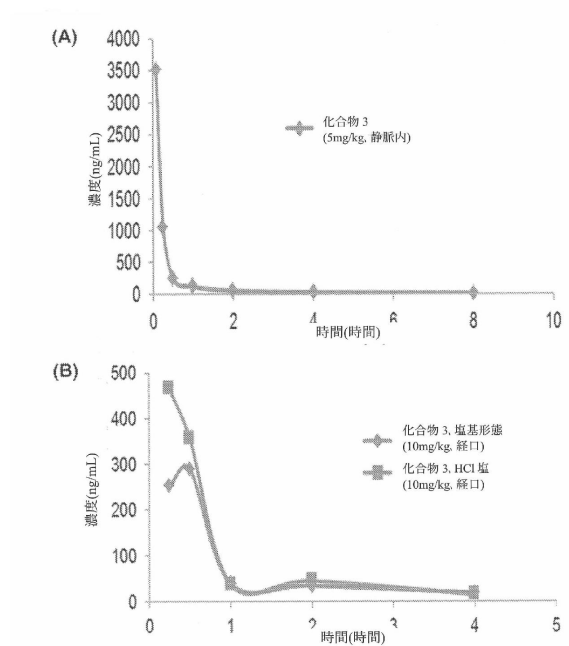 (A)
4000
3500
3000
2500
2000
1500
1000
500
0
濃度(ng/mL)
化合物 3
(5mg/kg, 静脈内)
0 2 4 6 8 10
時間(時間)
(B)
500
400
300
200
100
0
濃度(ng/mL)
化合物 3, 塩基形態
(10mg/kg, 経口)
化合物 3, HCl 塩
(10mg/kg, 経口)
0 1 2 3 4 5
時間(時間)